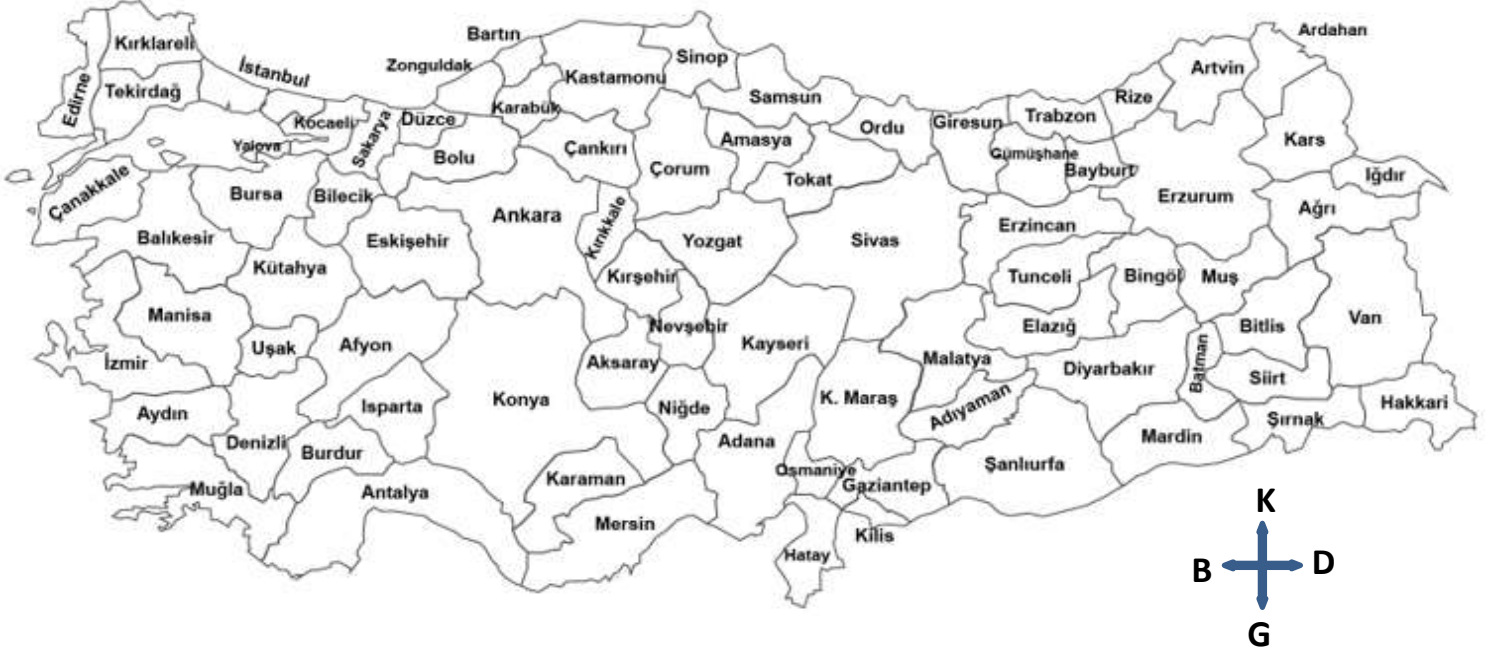 Kırklareli
Edirne
Tekirdağ
İstanbul
Kocaeli
Yalova
Sakarya
Düzce
Bolu
Zonguldak
Bartın
Karabük
Kastamonu
Sinop
Çankırı
Samsun
Amasya
Çorum
Tokat
Ordu
Giresun
Trabzon
Gümüşhane
Bayburt
Rize
Artvin
Ardahan
Kars
Iğdır
Ağrı
Erzurum
Erzincan
Çanakkale
Balıkesir
Bursa
Bilecik
Kütahya
Eskişehir
Ankara
Kırıkkale
Kırşehir
Yozgat
Sivas
Tunceli
Bingöl
Muş
Elazığ
Bitlis
Van
Manisa
İzmir
Uşak
Afyon
Aksaray
Nevşebir
Kayseri
Malatya
Diyarbakır
Batman
Siirt
Şırnak
Hakkari
Aydın
Denizli
Muğla
Burdur
Isparta
Antalya
Konya
Karaman
Niğde
Mersin
Adana
K. Maraş
Osmaniye
Gaziantep
Kilis
Hatay
Adıyaman
Şanlıurfa
Mardin
K
B
D
G